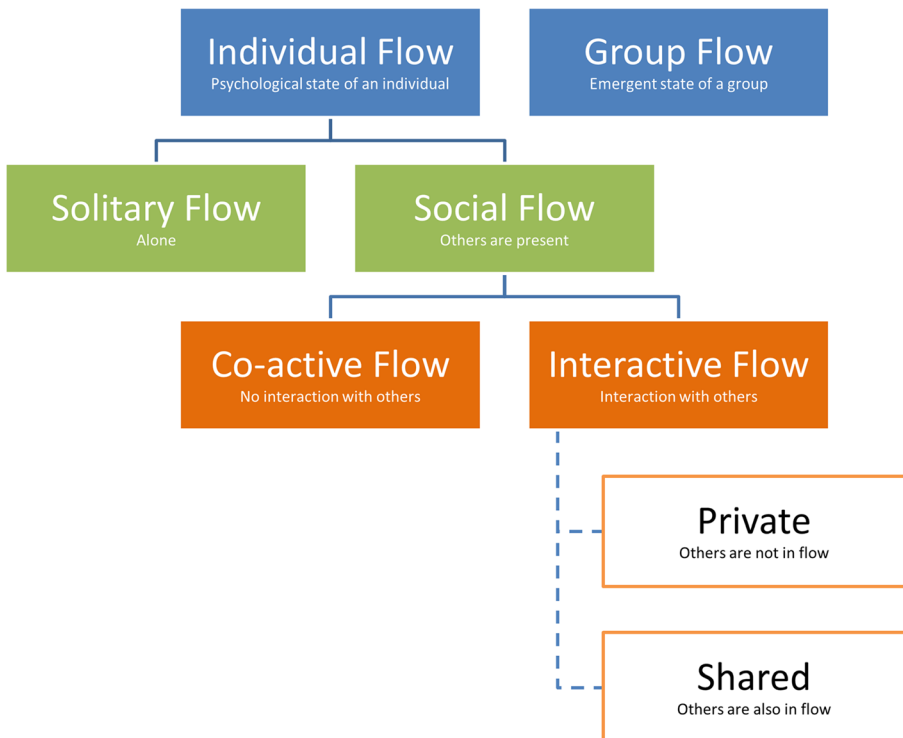 Individual Flow
Psychological state of an individual
Group Flow
Emergent state of a group
Solitary Flow
Alone
Social Flow
Others are present
Co-active Flow
No interaction with others
Interactive Flow
Interaction with others
Private
Others are not in flow
Shared
Others are also in flow